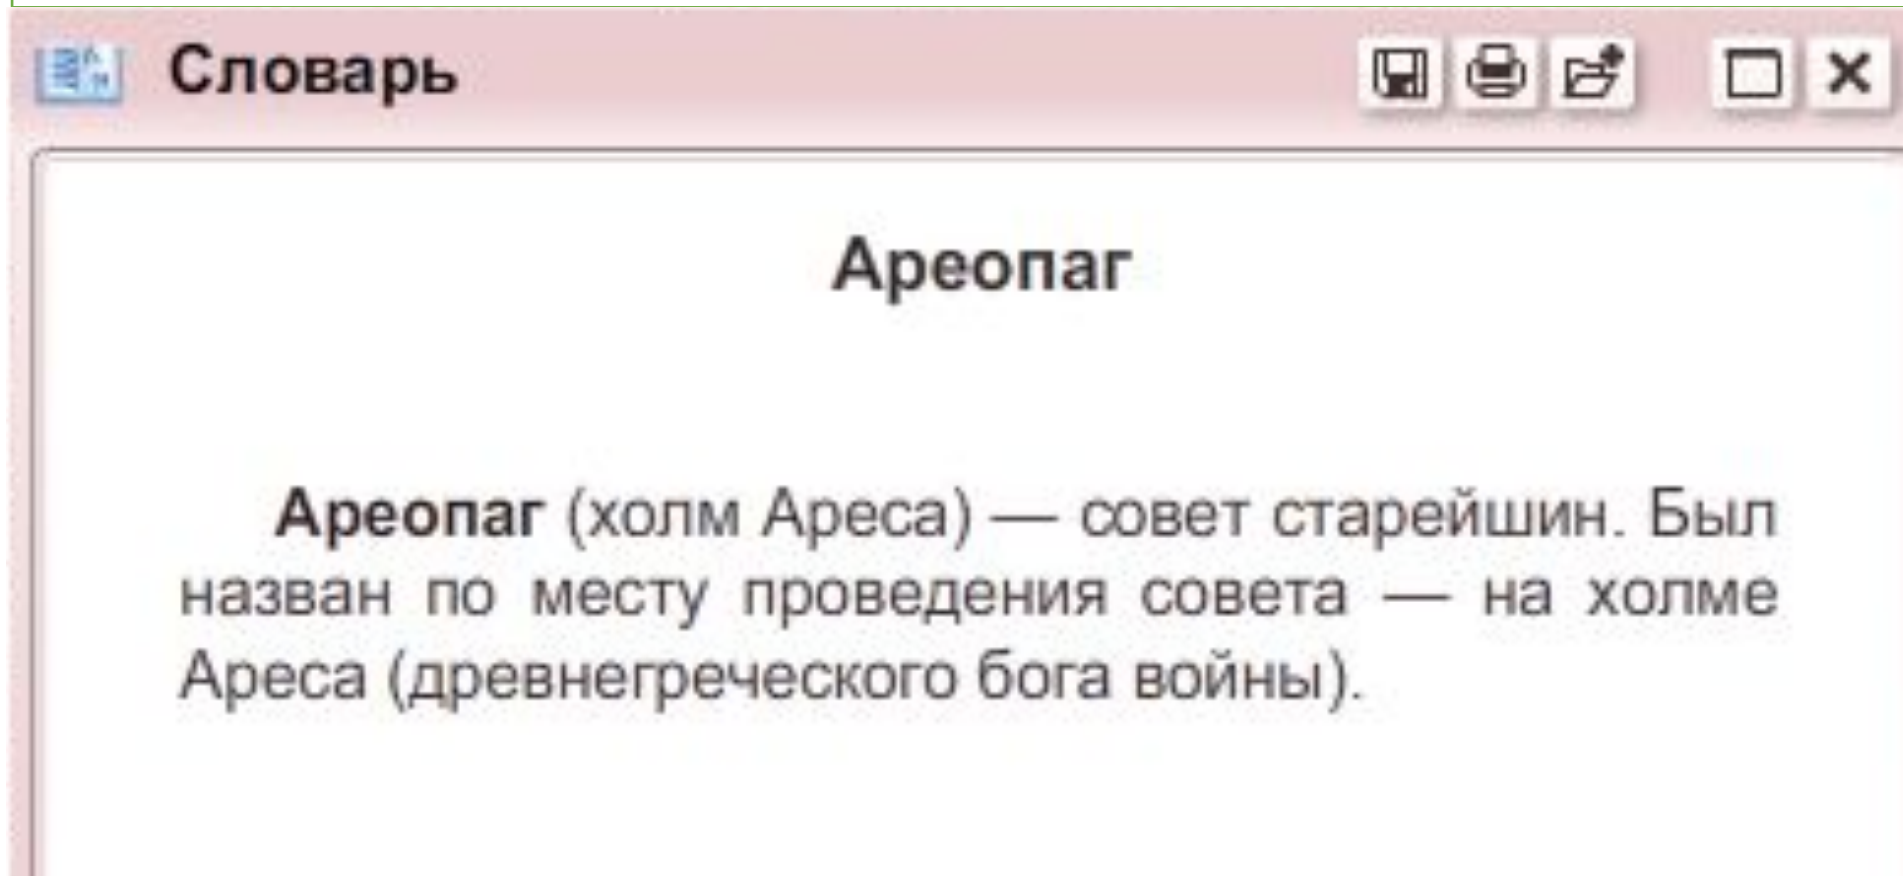 Словарь
Ареопаг
Ареопаг (холм Ареса) — совет старейшин. Был
назван по месту проведения совета — на холме
Ареса (древнегреческого бога войны).